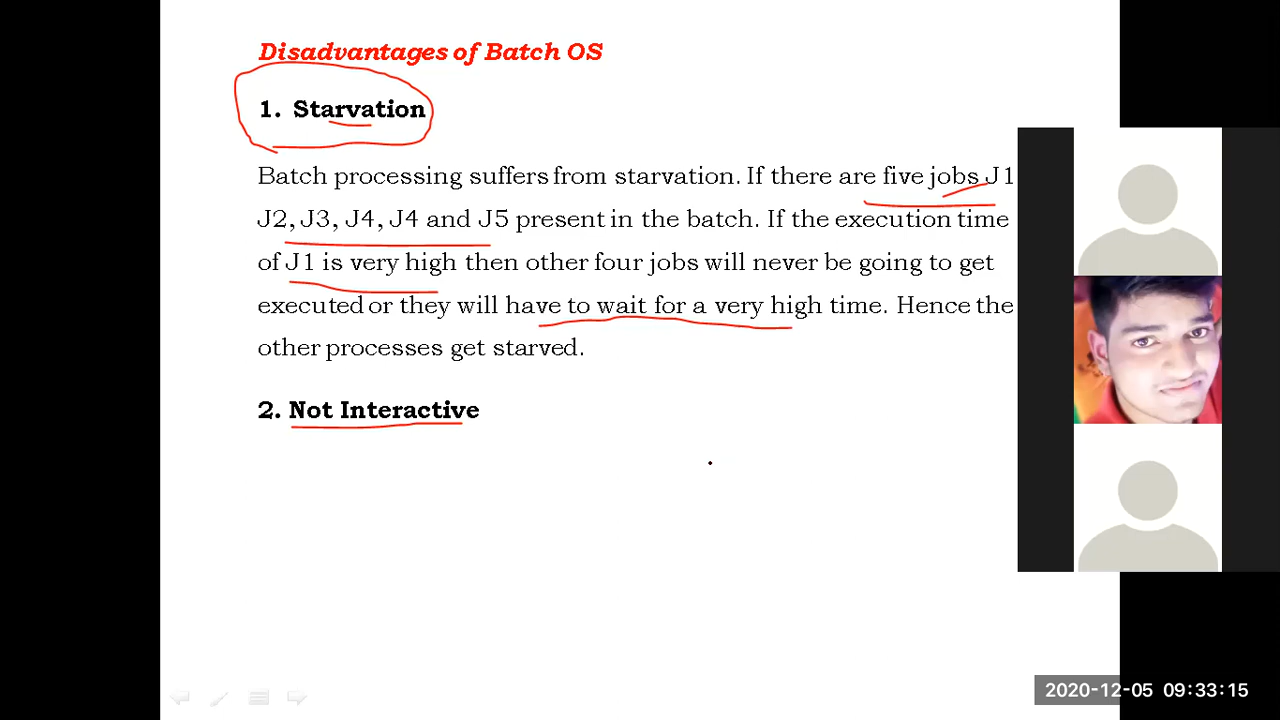 Disadvantages of Batch OS
1. Starvation
Batch processing suffers from starvation. If there are five jobs J1
J2, J3, J4, J4 and J5 present in the batch. If the execution time
of J1 is very high then other four jobs will never be going to get
executed or they will have to wait for a very high time. Hence the
other processes get starved.
2. Not Interactive
2020-12-05 09:33:15